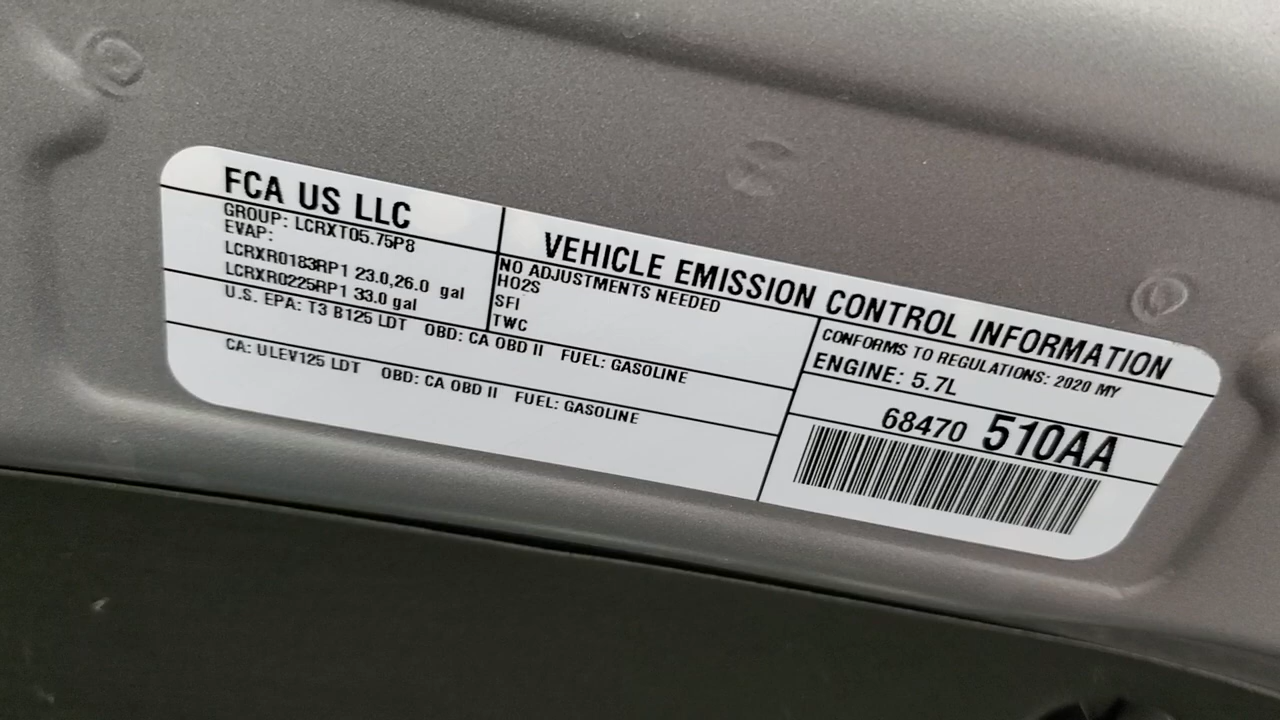 FCA US LLC
GROUP: LCRXT05.75P8
EVAP:
LCRXR0183RP1 23.0,26.0 gal
LCRXR0225RP1 33.0 gal
VEHICLE EMISSION CONTROL INFORMATION
NO ADJUSTMENTS NEEDED
HO2S
SFI
TWC
CONFORMS TO REGULATIONS: 2020 MY
ENGINE: 5.7L
U.S. EPA: T3 B125 LDT OBD: CA OBD II FUEL: GASOLINE
CA: ULEV125 LDT OBD: CA OBD II FUEL: GASOLINE
68470 510AA